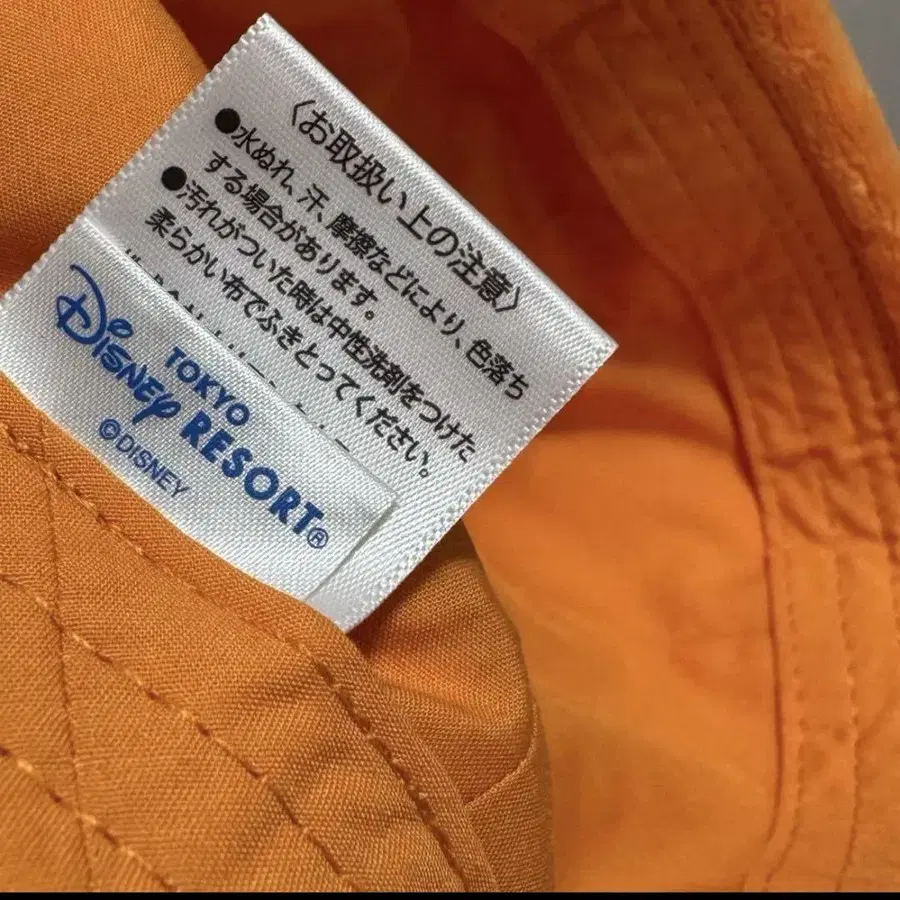 〈お取扱い上の注意〉
●水ぬれ、汗、摩擦などにより、色落ち
する場合があります。
●汚れがついた時は中性洗剤をつけた
柔らかい布でふきとってください。
TOKYO
DISNEY RESORT®
©DISNEY